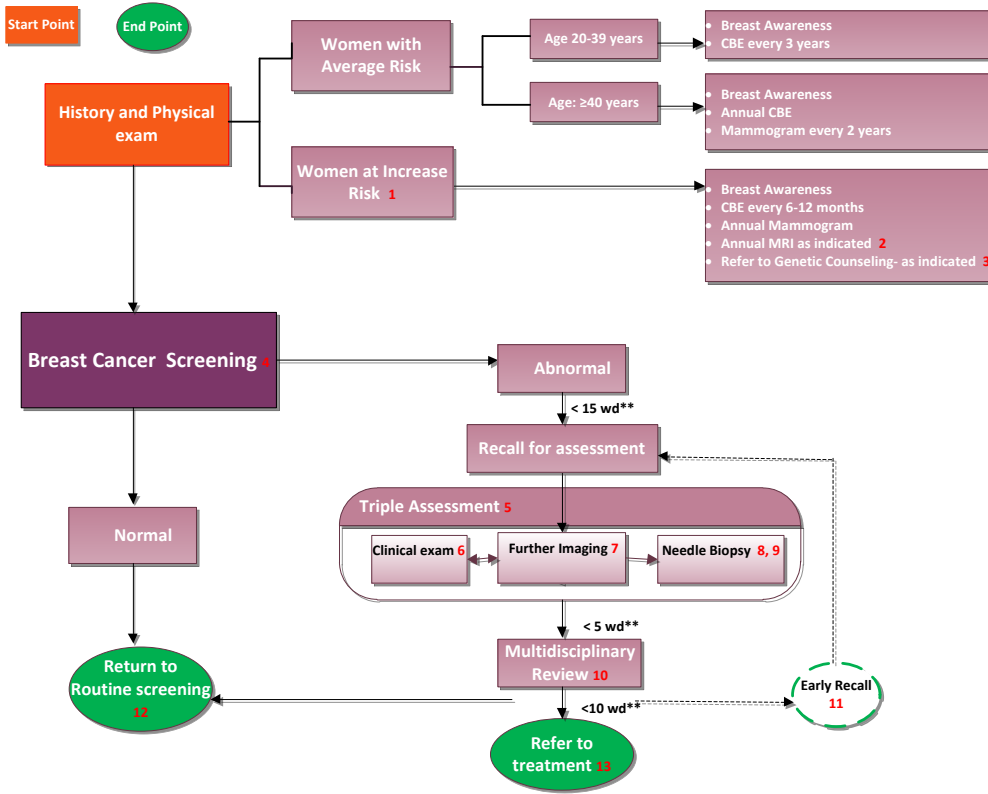 Start Point
End Point
History and Physical
exam
Women with
Average Risk
Age 20-39 years
• Breast Awareness
• CBE every 3 years
Age: ≥40 years
• Breast Awareness
• Annual CBE
• Mammogram every 2 years
Women at Increase
Risk 1
• Breast Awareness
• CBE every 6-12 months
• Annual Mammogram
• Annual MRI as indicated 2
• Refer to Genetic Counseling- as indicated 3
Breast Cancer Screening
Abnormal
< 15 wd**
Recall for assessment
Triple Assessment 5
Clinical exam 6
Further Imaging 7
Needle Biopsy 8, 9
< 5 wd**
Normal
Multidisciplinary
Review 10
<10 wd**
Return to
Routine screening
12
Early Recall
11
Refer to
treatment 13